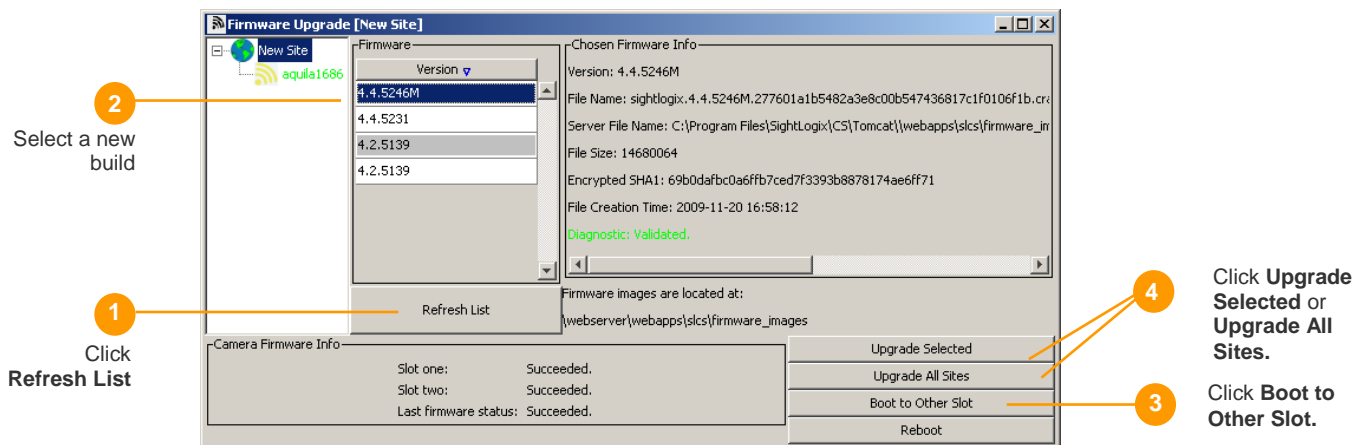 Firmware Upgrade [New Site]
New Site
aquila1686
Firmware
Version
4.4.5246M
4.4.5231
4.2.5139
4.2.5139
Refresh List
Chosen Firmware Info
Version: 4.4.5246M
File Name: sightlogix.4.4.5246M.277601a1b5482a3e8c00b547436817c1f0106f1b.cra
Server File Name: C:\Program Files\SightLogix\CS\Tomcat\\webapps\slcs\firmware_im
File Size: 14680064
Encrypted SHA1: 69b0dafbc0a6ffb7ced7f3393b8878174ae6ff71
File Creation Time: 2009-11-20 16:58:12
Diagnostic: Validated.
Firmware images are located at:
\webserver\webapps\slcs\firmware_images
Camera Firmware Info
Slot one: Succeeded.
Slot two: Succeeded.
Last firmware status: Succeeded.
Upgrade Selected
Upgrade All Sites
Boot to Other Slot
Reboot
2
Select a new
build
1
Click
Refresh List
4
Click Upgrade
Selected or
Upgrade All
Sites.
3
Click Boot to
Other Slot.